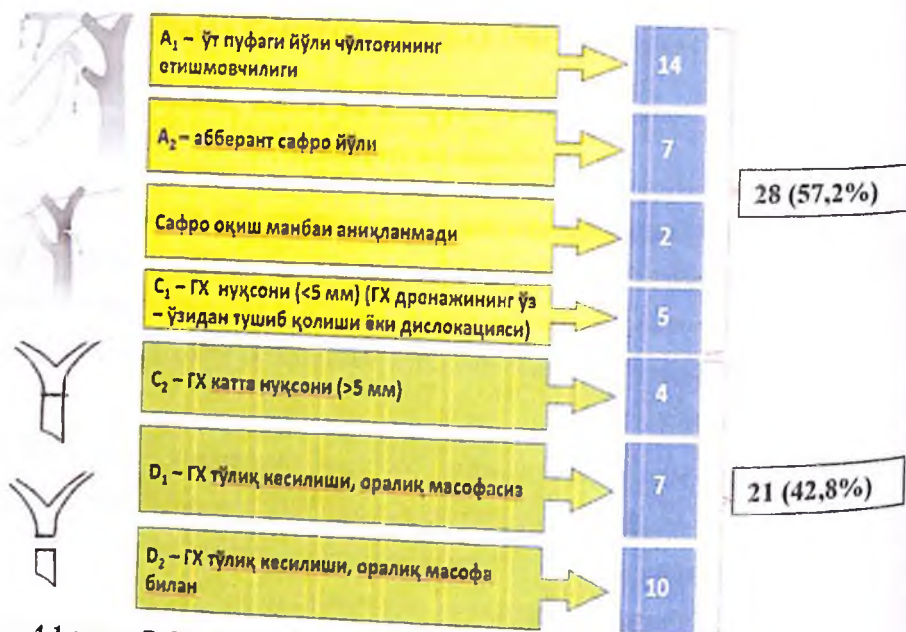 A₁ – ўт пуфаги йўли чўлтоғининг
етишмовчилиги
14
A₂ – абберант сафро йўли
7
28 (57,2%)
Сафро оқиш манбаи аниқланмади
2
C₁ – ГХ нуқсони (<5 мм) (ГХ дренажининг ўз
– ўзидан тушиб қолиши ёки дислокацияси)
5
C₂ – ГХ катта нуқсони (>5 мм)
4
D₁ – ГХ тўлиқ кесилиши, оралиқ масофасиз
7
21 (42,8%)
D₂ – ГХ тўлиқ кесилиши, оралиқ масофа
билан
10